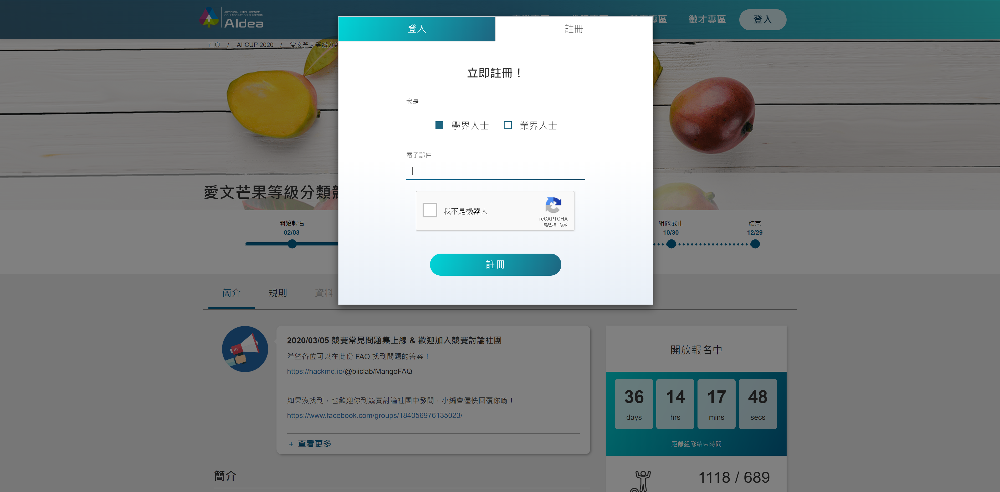 ARTIFICIAL INTELLIGENCE
COLLABORATION PLATFORM
AIdea
專區
徵才專區
登入
登入
註冊
首頁 / AI CUP 2020 / 愛文芒果等級分類
立即註冊！
我是
學界人士
業界人士
電子郵件
我不是機器人
reCAPTCHA
隱私權 - 條款
註冊
愛文芒果等級分類
開始報名
02/03
組隊截止
10/30
結束
12/29
簡介
規則
資料
2020/03/05 競賽常見問題集上線 & 歡迎加入競賽討論社團
希望各位可以在此份 FAQ 找到問題的答案！
https://hackmd.io/@biiclab/MangoFAQ
如果沒找到，也歡迎你到競賽討論社團中發問，小編會儘快回覆你唷！
https://www.facebook.com/groups/184056976135023/
+ 查看更多
開放報名中
36 14 17 48
days hrs mins secs
距離組隊結束時間
1118 / 689
簡介